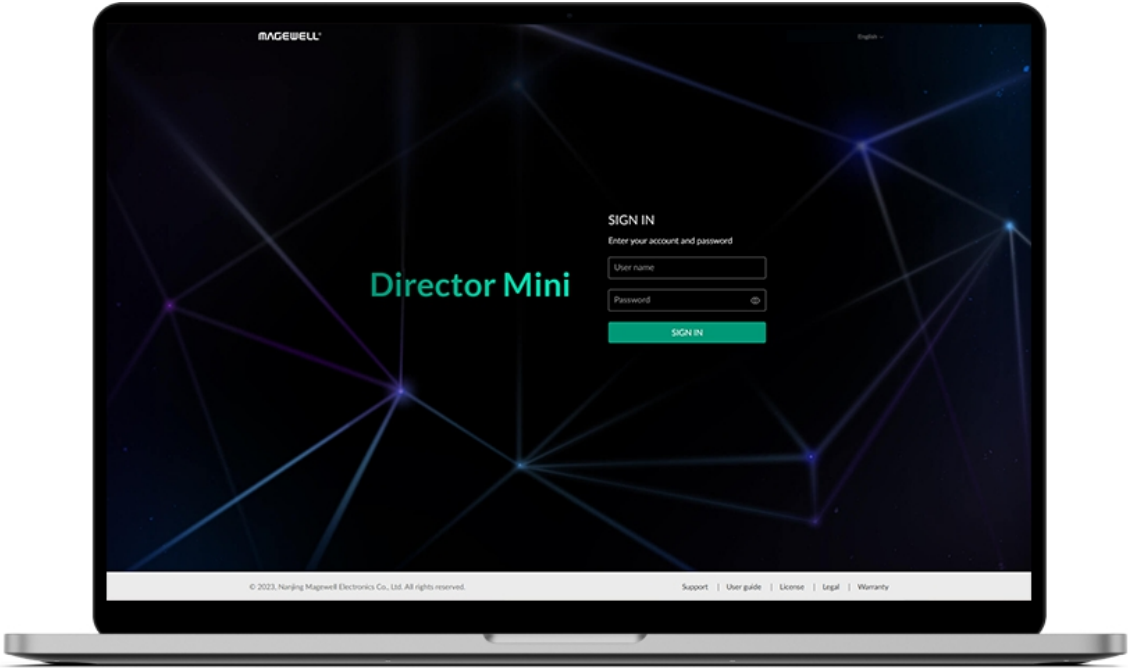 MAGEWELL®
English
Director Mini
SIGN IN
Enter your account and password
User name
Password
SIGN IN
© 2023, Nanjing Magewell Electronics Co., Ltd. All rights reserved.
Support | User guide | License | Legal | Warranty